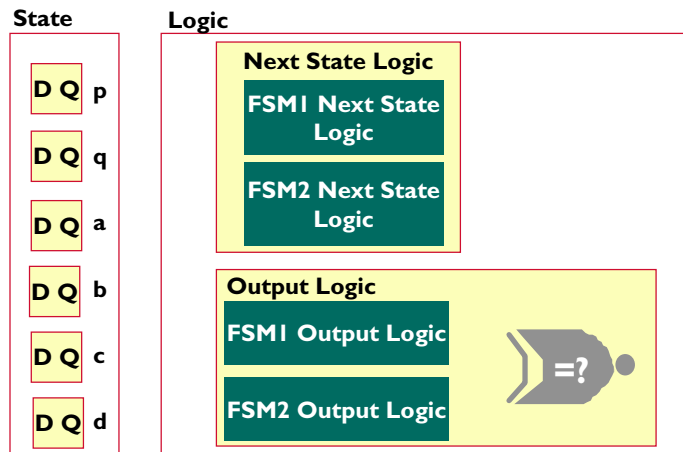 State
D Q p
D Q q
D Q a
D Q b
D Q c
D Q d
Logic
Next State Logic
FSM1 Next State
Logic
FSM2 Next State
Logic
Output Logic
FSM1 Output Logic
FSM2 Output Logic
=?